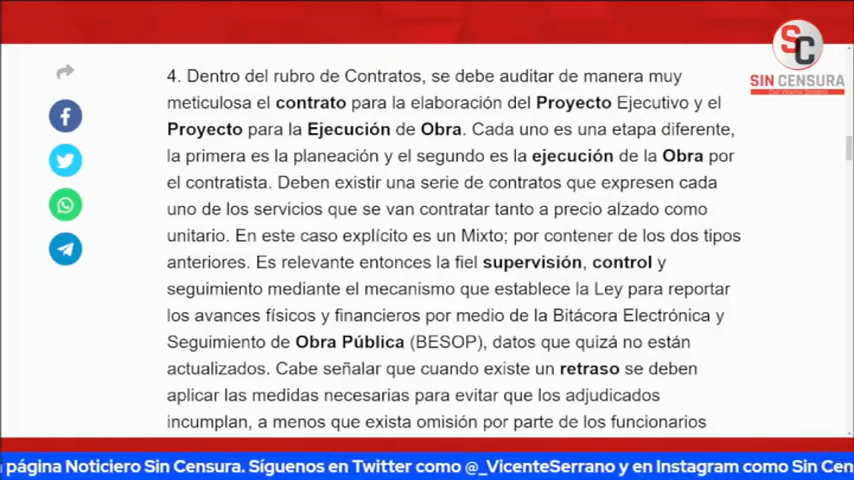 SC
SIN CENSURA
4. Dentro del rubro de Contratos, se debe auditar de manera muy
meticulosa el contrato para la elaboración del Proyecto Ejecutivo y el
Proyecto para la Ejecución de Obra. Cada uno es una etapa diferente,
la primera es la planeación y el segundo es la ejecución de la Obra por
el contratista. Deben existir una serie de contratos que expresen cada
uno de los servicios que se van contratar tanto a precio alzado como
unitario. En este caso explícito es un Mixto; por contener de los dos tipos
anteriores. Es relevante entonces la fiel supervisión, control y
seguimiento mediante el mecanismo que establece la Ley para reportar
los avances físicos y financieros por medio de la Bitácora Electrónica y
Seguimiento de Obra Pública (BESOP), datos que quizá no están
actualizados. Cabe señalar que cuando existe un retraso se deben
aplicar las medidas necesarias para evitar que los adjudicados
incumplan, a menos que exista omisión por parte de los funcionarios
página Noticiero Sin Censura. Síguenos en Twitter como @_VicenteSerrano y en Instagram como Sin Cen